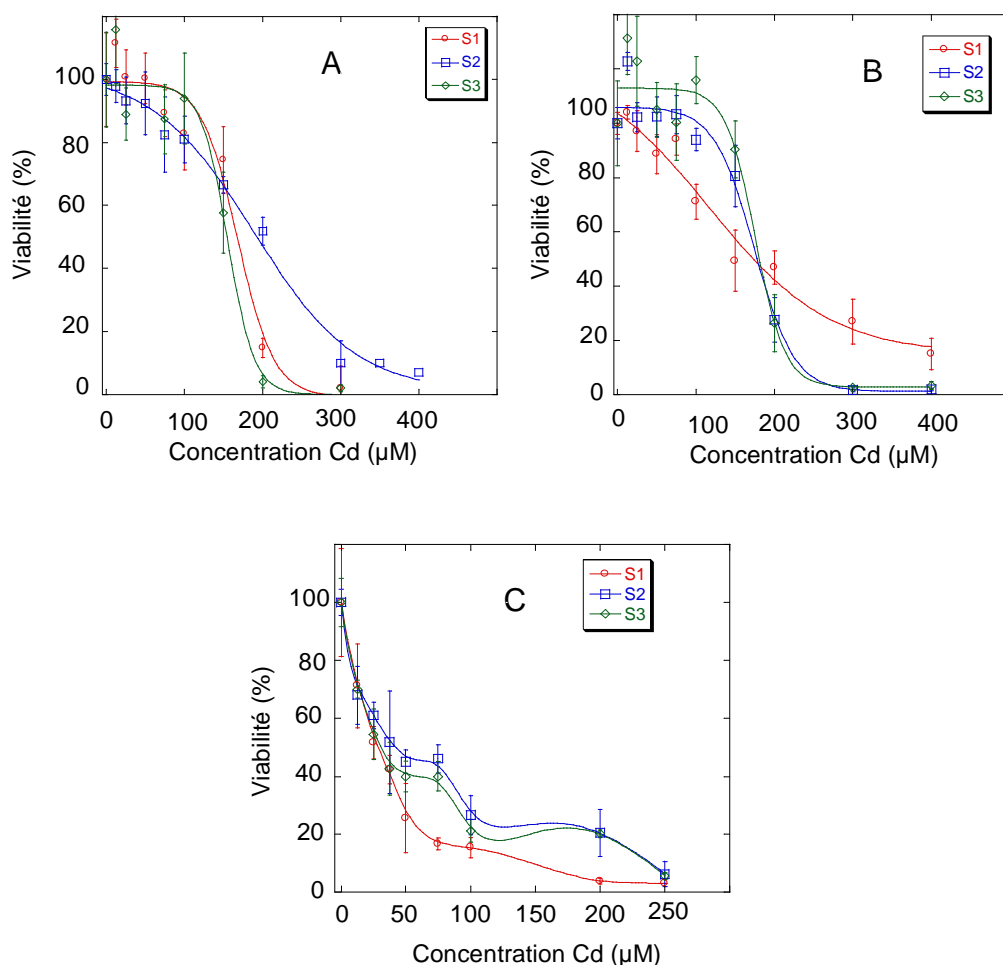 A
S1
S2
S3
Viabilité (%)
100
80
60
40
20
0
0 100 200 300 400
Concentration Cd (µM)
B
S1
S2
S3
Viabilité (%)
100
80
60
40
20
0
0 100 200 300 400
Concentration Cd (µM)
C
S1
S2
S3
Viabilité (%)
100
80
60
40
20
0
0 50 100 150 200 250
Concentration Cd (µM)